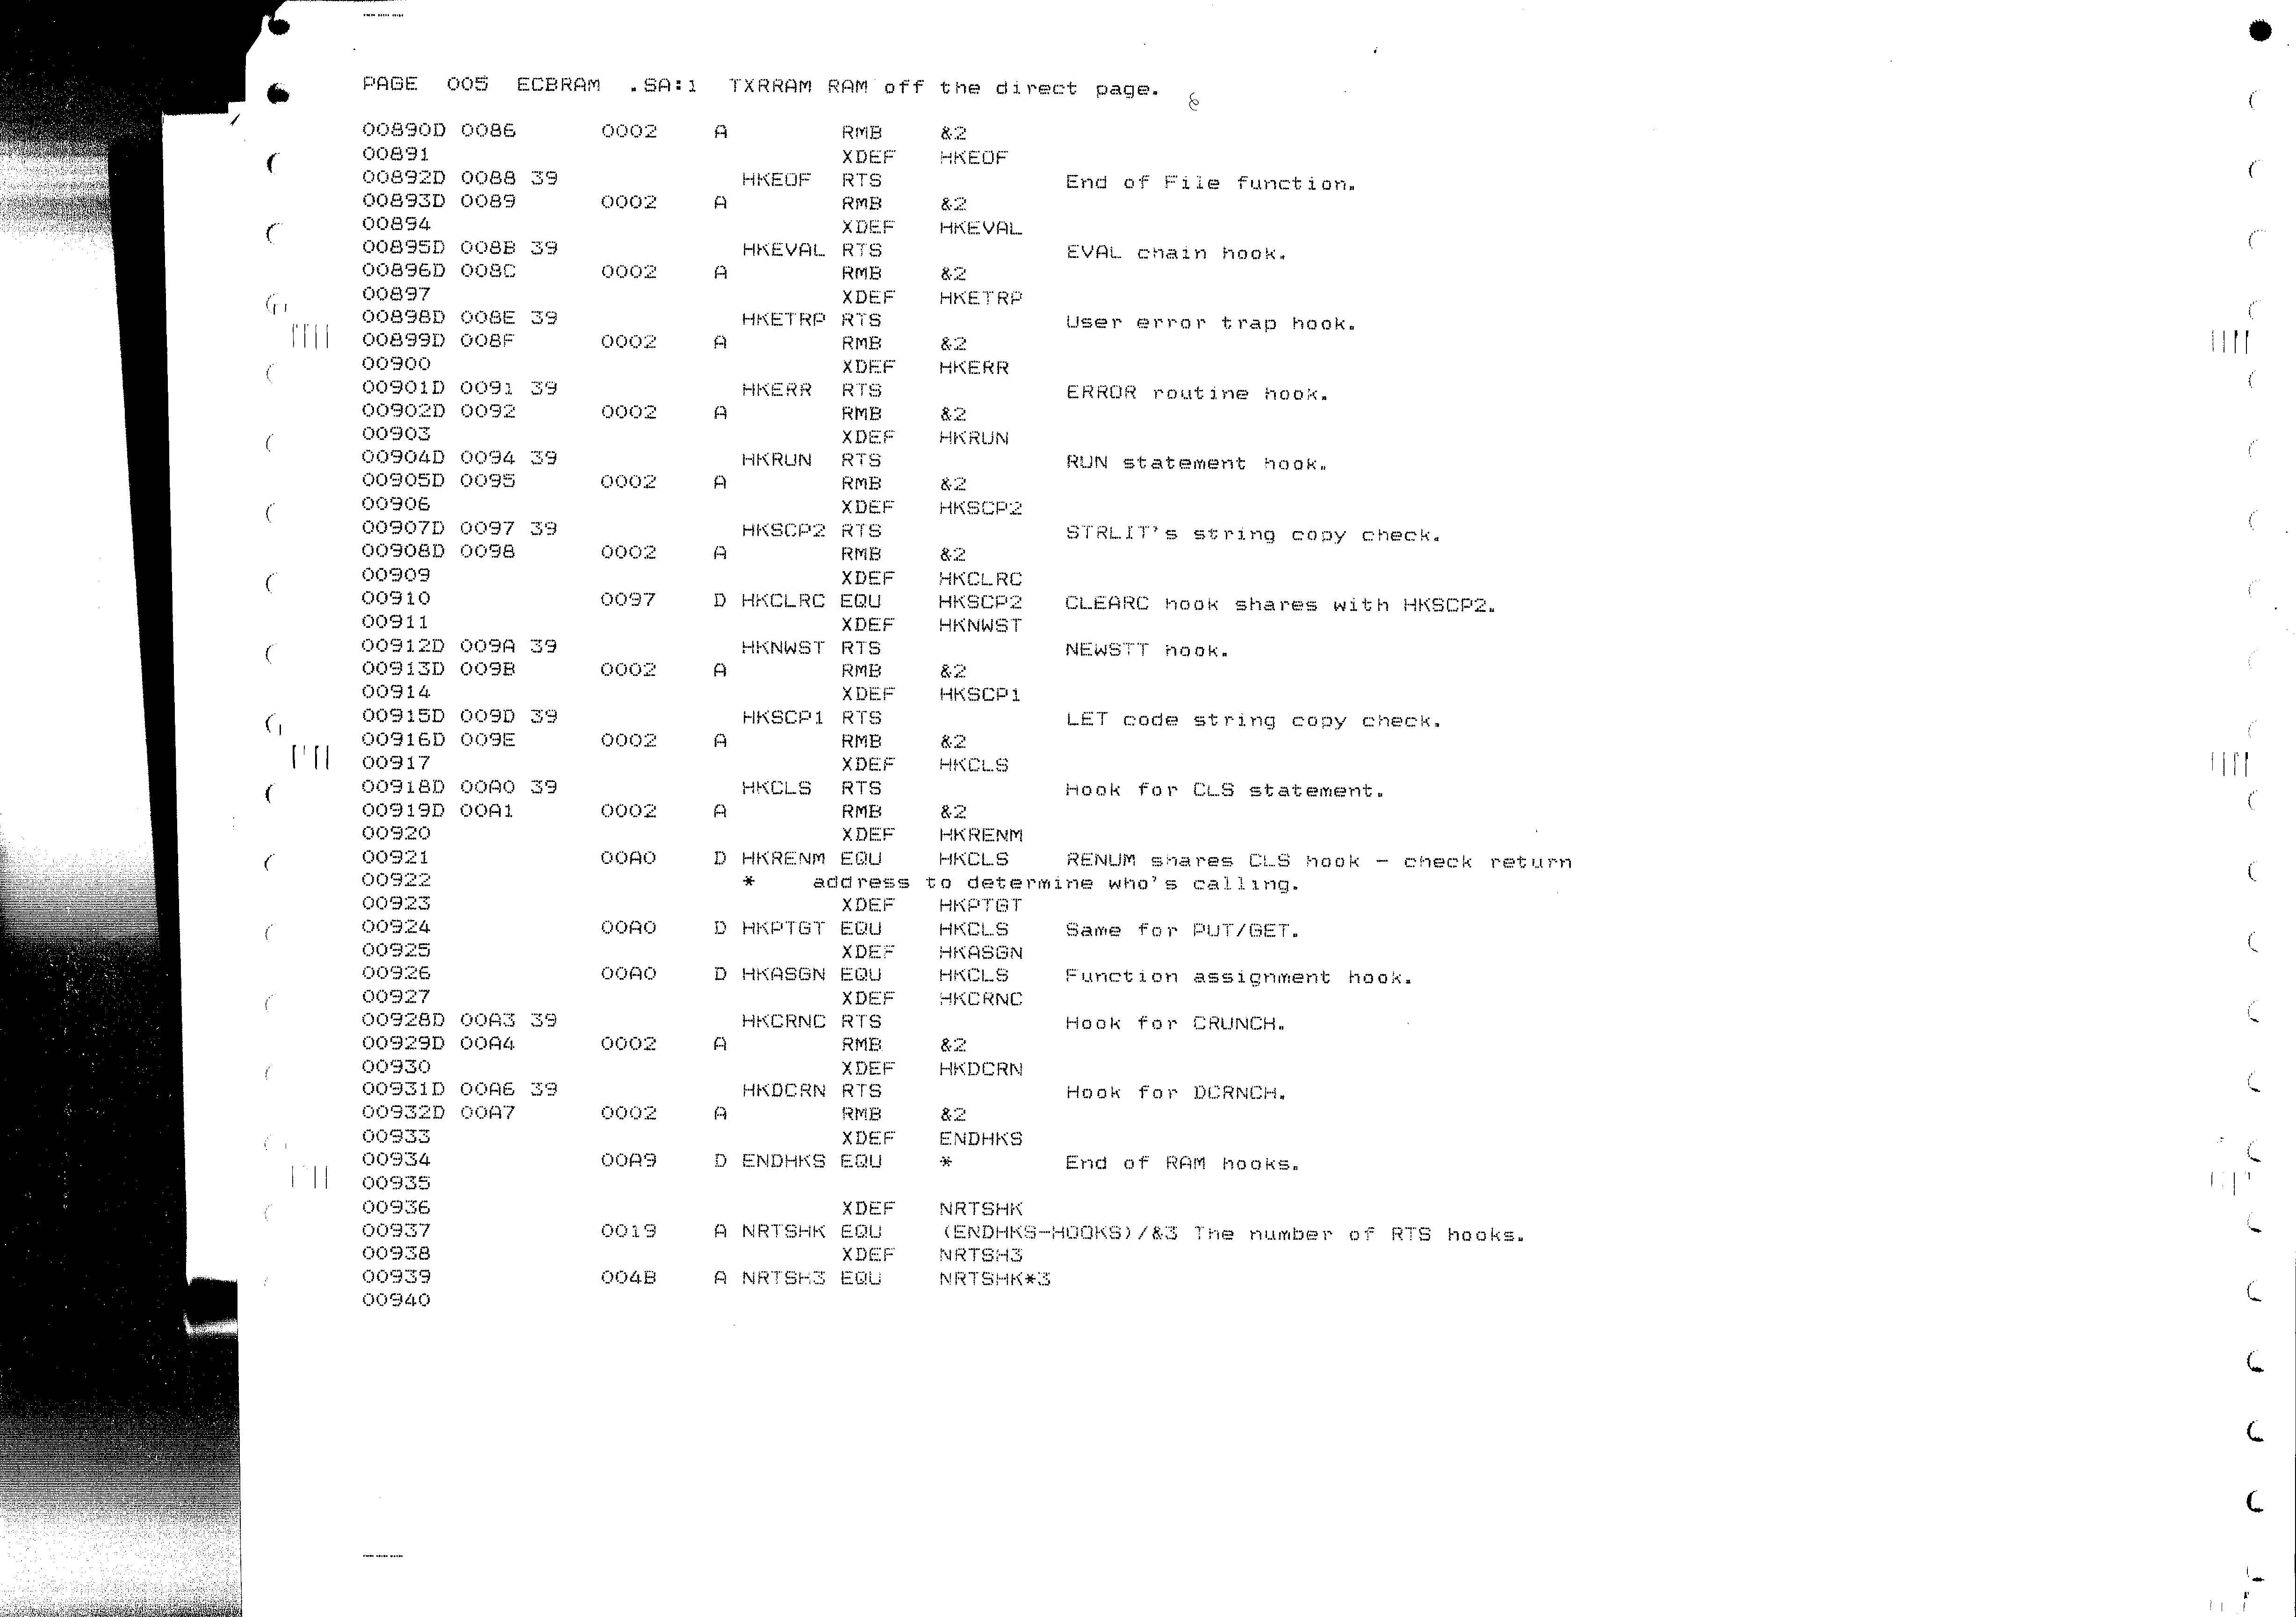 PAGE  005  ECBRAM  .SA:1  TXRRAM RAM off the direct page.
00890D 0086      0002    A        RMB    &2
00891                             XDEF   HKEOF
00892D 0088 39             HKEOF  RTS             End of File function.
00893D 0089      0002    A        RMB    &2
00894                             XDEF   HKEVAL
00895D 008B 39             HKEVAL RTS             EVAL chain hook.
00896D 008C      0002    A        RMB    &2
00897                             XDEF   HKETRP
00898D 008E 39             HKETRP RTS             User error trap hook.
00899D 008F      0002    A        RMB    &2
00900                             XDEF   HKERR
00901D 0091 39             HKERR  RTS             ERROR routine hook.
00902D 0092      0002    A        RMB    &2
00903                             XDEF   HKRUN
00904D 0094 39             HKRUN  RTS             RUN statement hook.
00905D 0095      0002    A        RMB    &2
00906                             XDEF   HKSCP2
00907D 0097 39             HKSCP2 RTS             STRLIT's string copy check.
00908D 0098      0002    A        RMB    &2
00909                             XDEF   HKCLRC
00910            0097    D HKCLRC EQU    HKSCP2   CLEARC hook shares with HKSCP2.
00911                             XDEF   HKNWST
00912D 009A 39             HKNWST RTS             NEWSTT hook.
00913D 009B      0002    A        RMB    &2
00914                             XDEF   HKSCP1
00915D 009D 39             HKSCP1 RTS             LET code string copy check.
00916D 009E      0002    A        RMB    &2
00917                             XDEF   HKCLS
00918D 00A0 39             HKCLS  RTS             Hook for CLS statement.
00919D 00A1      0002    A        RMB    &2
00920                             XDEF   HKRENM
00921            00A0    D HKRENM EQU    HKCLS    RENUM shares CLS hook - check return
00922                      *    address to determine who's calling.
00923                             XDEF   HKPTGT
00924            00A0    D HKPTGT EQU    HKCLS    Same for PUT/GET.
00925                             XDEF   HKASGN
00926            00A0    D HKASGN EQU    HKCLS    Function assignment hook.
00927                             XDEF   HKCRNC
00928D 00A3 39             HKCRNC RTS             Hook for CRUNCH.
00929D 00A4      0002    A        RMB    &2
00930                             XDEF   HKDCRN
00931D 00A6 39             HKDCRN RTS             Hook for DCRNCH.
00932D 00A7      0002    A        RMB    &2
00933                             XDEF   ENDHKS
00934            00A9    D ENDHKS EQU    *        End of RAM hooks.
00935
00936                             XDEF   NRTSHK
00937            0019    A NRTSHK EQU    (ENDHKS-HOOKS)/&3 The number of RTS hooks.
00938                             XDEF   NRTSH3
00939            004B    A NRTSH3 EQU    NRTSHK*3
00940